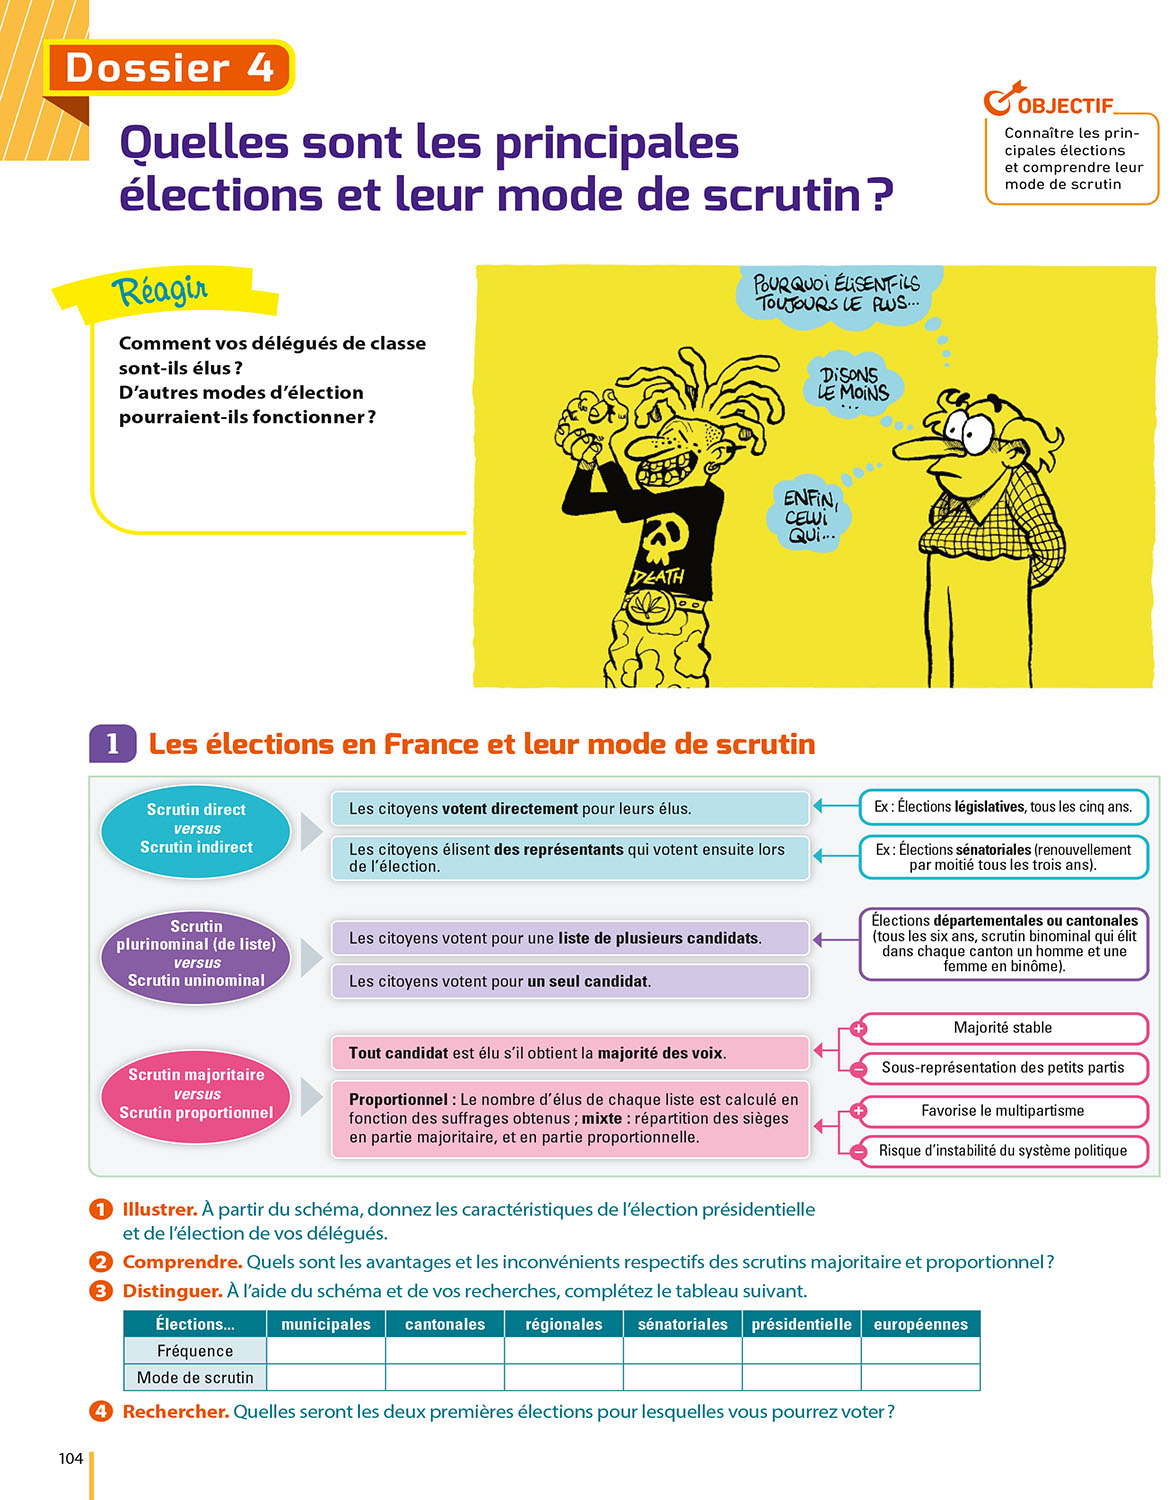 Dossier 4
Quelles sont les principales
élections et leur mode de scrutin ?
OBJECTIF
Connaître les prin-
cipales élections
et comprendre leur
mode de scrutin
Réagir
Comment vos délégués de classe
sont-ils élus ?
D’autres modes d’élection
pourraient-ils fonctionner ?
POURQUOI ÉLISENT-ILS
TOUJOURS LE PLUS...
DISONS
LE MOINS
...
ENFIN,
CELUI
QUI...
DEATH
1 Les élections en France et leur mode de scrutin
Scrutin direct
versus
Scrutin indirect
Les citoyens votent directement pour leurs élus.
Ex : Élections législatives, tous les cinq ans.
Les citoyens élisent des représentants qui votent ensuite lors
de l’élection.
Ex : Élections sénatoriales (renouvellement
par moitié tous les trois ans).
Scrutin
plurinominal (de liste)
versus
Scrutin uninominal
Les citoyens votent pour une liste de plusieurs candidats.
Les citoyens votent pour un seul candidat.
Élections départementales ou cantonales
(tous les six ans, scrutin binominal qui élit
dans chaque canton un homme et une
femme en binôme).
Scrutin majoritaire
versus
Scrutin proportionnel
Tout candidat est élu s’il obtient la majorité des voix.
+ Majorité stable
– Sous-représentation des petits partis
Proportionnel : Le nombre d’élus de chaque liste est calculé en
fonction des suffrages obtenus ; mixte : répartition des sièges
en partie majoritaire, et en partie proportionnelle.
+ Favorise le multipartisme
– Risque d’instabilité du système politique
1 Illustrer. À partir du schéma, donnez les caractéristiques de l’élection présidentielle
et de l’élection de vos délégués.
2 Comprendre. Quels sont les avantages et les inconvénients respectifs des scrutins majoritaire et proportionnel ?
3 Distinguer. À l’aide du schéma et de vos recherches, complétez le tableau suivant.
Élections... municipales cantonales régionales sénatoriales présidentielle européennes
Fréquence
Mode de scrutin
4 Rechercher. Quelles seront les deux premières élections pour lesquelles vous pourrez voter ?
104